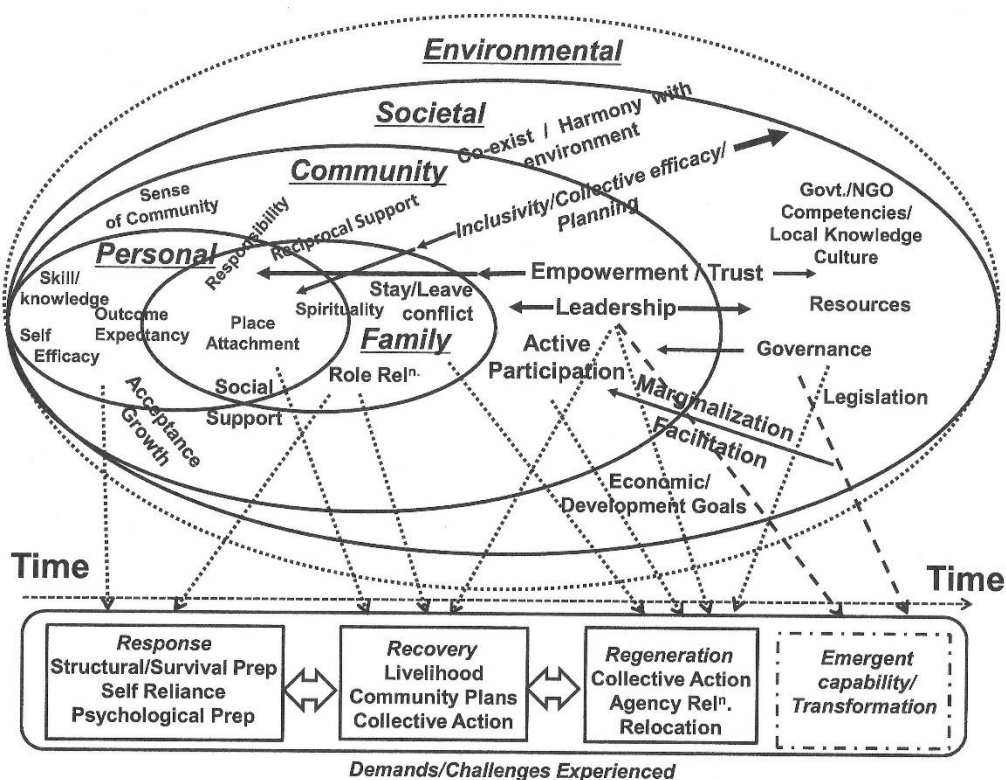 Environmental
Societal
Co-exist / Harmony with
environment
Community
Inclusivity/Collective efficacy/
Planning
Sense
of Community
Responsibility
Reciprocal Support
Govt./NGO
Competencies/
Local Knowledge
Culture
Personal
Empowerment / Trust
Skill/
knowledge
Outcome
Expectancy
Self
Efficacy
Place
Attachment
Spirituality
Stay/Leave
conflict
Leadership
Resources
Family
Active
Participation
Governance
Role Relⁿ.
Social
Support
Acceptance
Growth
Marginalization
Facilitation
Legislation
Economic/
Development Goals
Time
Time
Response
Structural/Survival Prep
Self Reliance
Psychological Prep
Recovery
Livelihood
Community Plans
Collective Action
Regeneration
Collective Action
Agency Relⁿ.
Relocation
Emergent
capability/
Transformation
Demands/Challenges Experienced